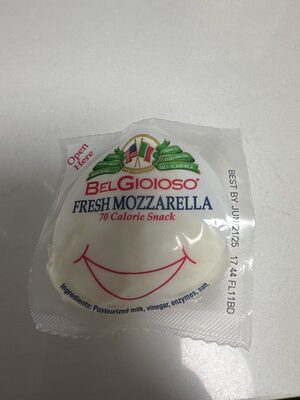 Open
Here
BELGIOIOSO®
FRESH MOZZARELLA
70 Calorie Snack
Ingredients: Pasteurized milk, vinegar, enzymes, salt.
BEST BY:JUN/21/25 17:44 FL11BD